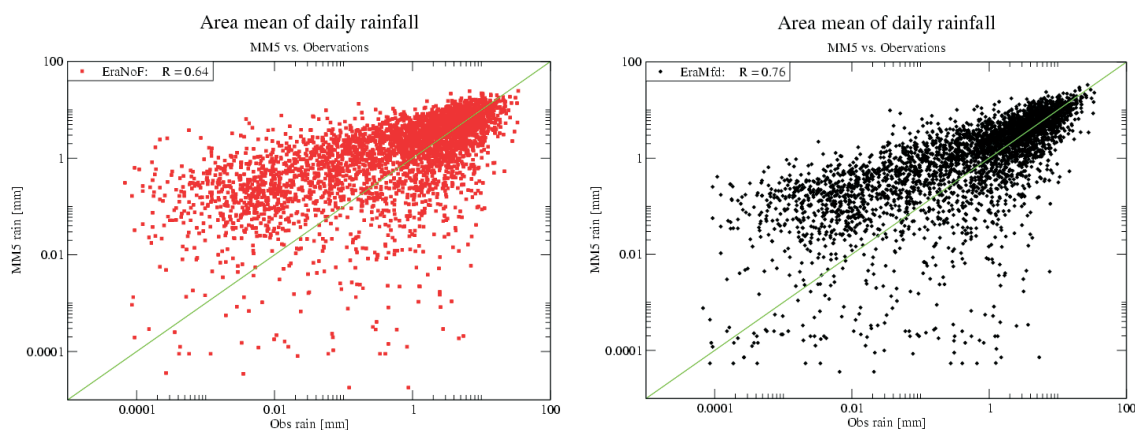 Area mean of daily rainfall
MM5 vs. Obervations
100
EraNoF: R = 0.64
1
MM5 rain [mm]
0.01
0.0001
0.0001
0.01
1
100
Obs rain [mm]
Area mean of daily rainfall
MM5 vs. Obervations
100
EraMfd: R = 0.76
1
MM5 rain [mm]
0.01
0.0001
0.0001
0.01
1
100
Obs rain [mm]